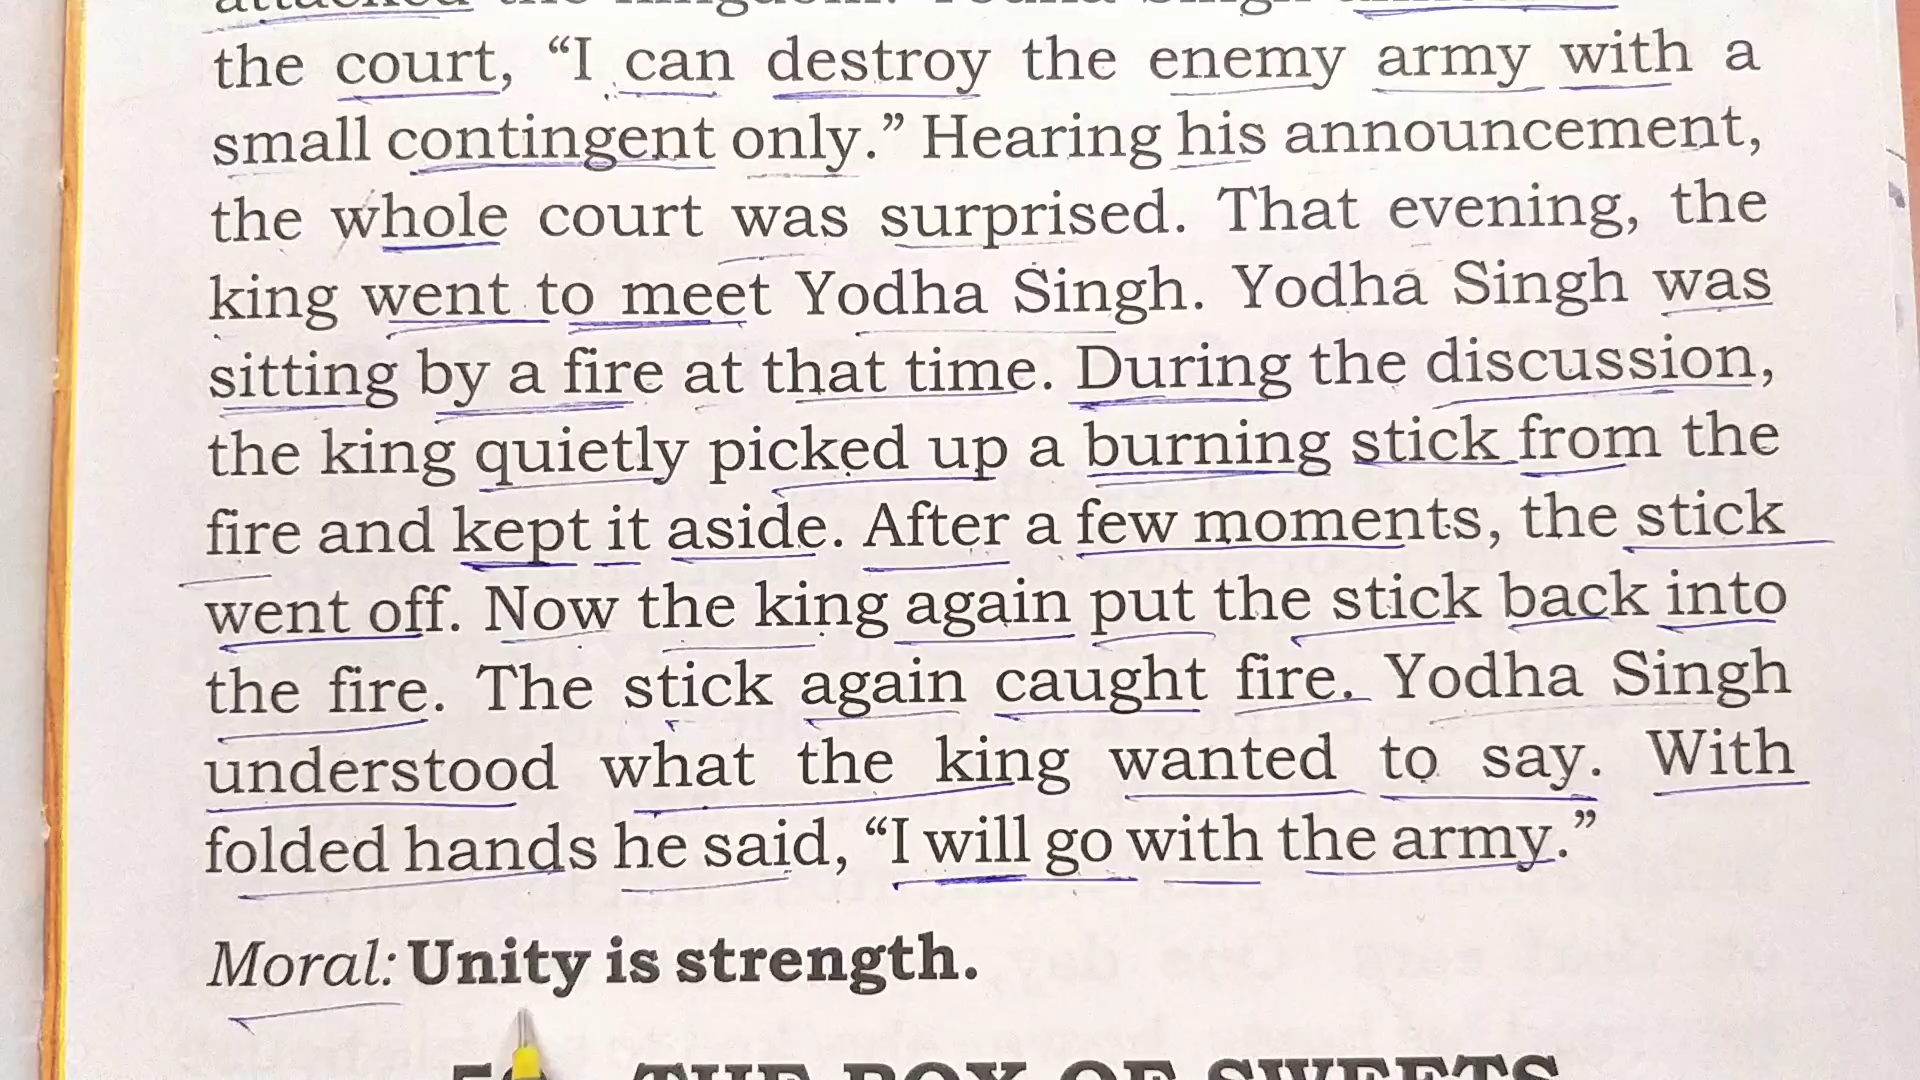 the court, “I can destroy the enemy army with a
small contingent only.” Hearing his announcement,
the whole court was surprised. That evening, the
king went to meet Yodha Singh. Yodha Singh was
sitting by a fire at that time. During the discussion,
the king quietly picked up a burning stick from the
fire and kept it aside. After a few moments, the stick
went off. Now the king again put the stick back into
the fire. The stick again caught fire. Yodha Singh
understood what the king wanted to say. With
folded hands he said, “I will go with the army.”
Moral: Unity is strength.
THE BOX OF SWEETS